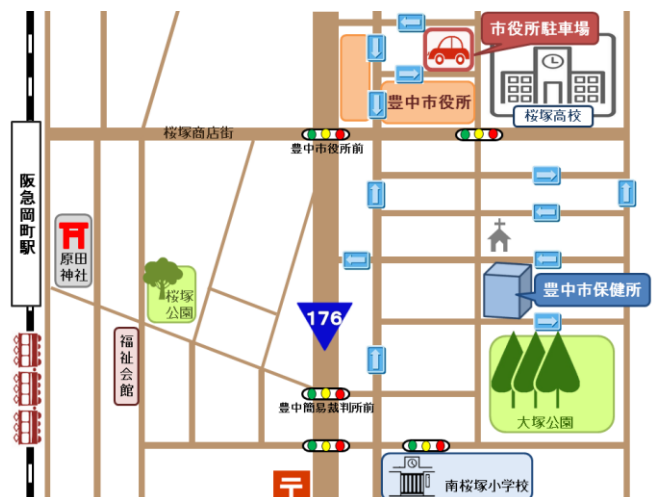 市役所駐車場
豊中市役所
桜塚高校
桜塚商店街
豊中市役所前
阪急岡町駅
原田
神社
桜塚
公園
豊中市保健所
176
福祉会館
豊中簡易裁判所前
大塚公園
南桜塚小学校